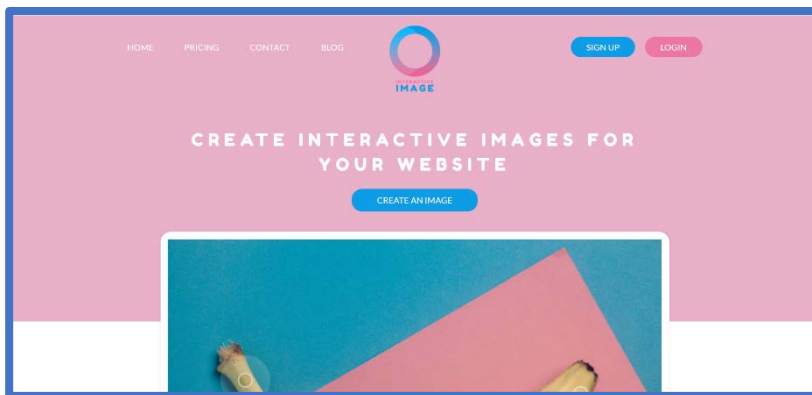 HOME PRICING CONTACT BLOG
SIGN UP LOGIN
INTERACTIVE
IMAGE
CREATE INTERACTIVE IMAGES FOR
YOUR WEBSITE
CREATE AN IMAGE